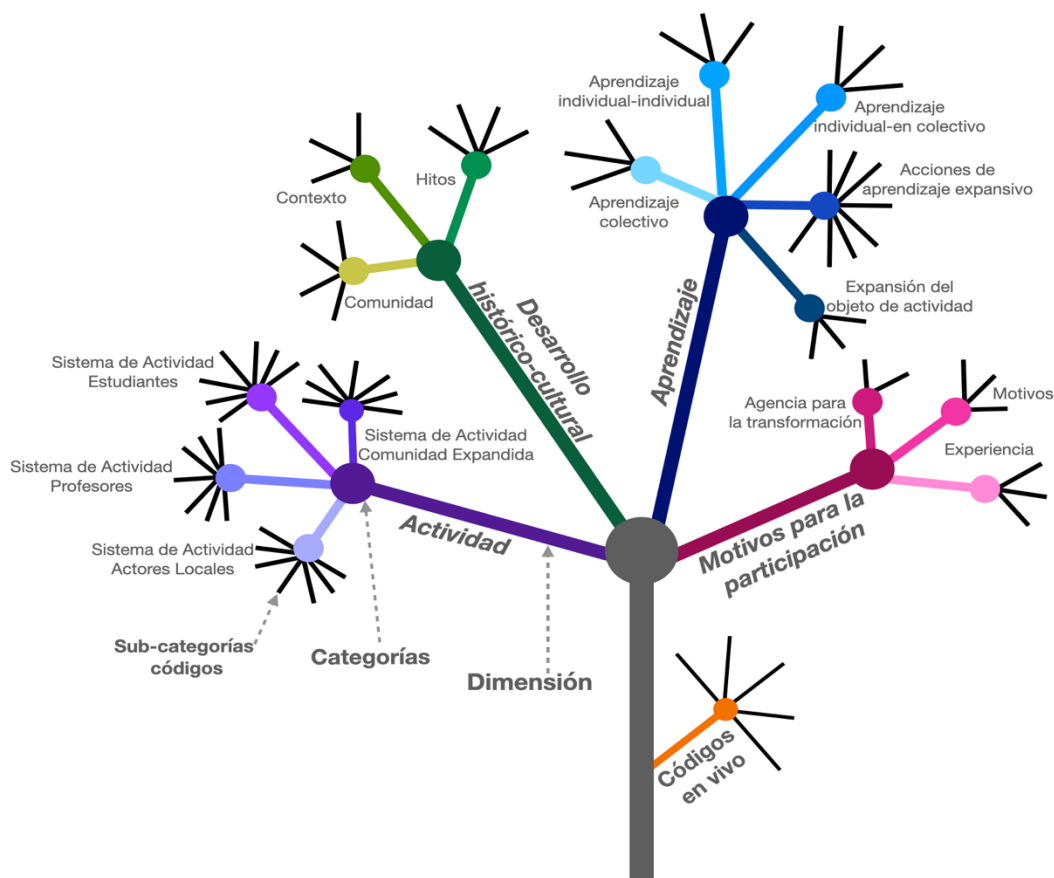 Aprendizaje
individual-individual
Aprendizaje
individual-en colectivo
Hitos
Contexto
Acciones de
aprendizaje expansivo
Aprendizaje
colectivo
Comunidad
Expansión del
objeto de actividad
Desarrollo
histórico-cultural
Aprendizaje
Sistema de Actividad
Estudiantes
Agencia para
la transformación
Motivos
Sistema de Actividad
Comunidad Expandida
Experiencia
Sistema de Actividad
Profesores
Actividad
Motivos para la
participación
Sistema de Actividad
Actores Locales
Sub-categorías
códigos
Categorías
Dimensión
Códigos
en vivo